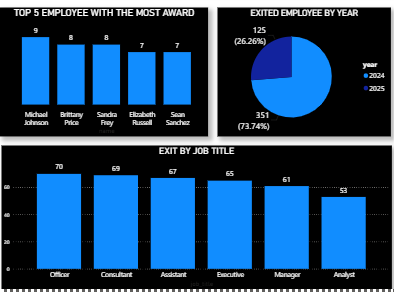 TOP 5 EMPLOYEE WITH THE MOST AWARD
9
8
8
7
7
Michael Johnson
Brittany Price
Sandra Frey
Elizabeth Russell
Sean Sanchez
EXITED EMPLOYEE BY YEAR
125
(26.26%)
351
(73.74%)
year
2024
2025
EXIT BY JOB TITLE
70
69
67
65
61
53
60
40
20
0
Officer
Consultant
Assistant
Executive
Manager
Analyst